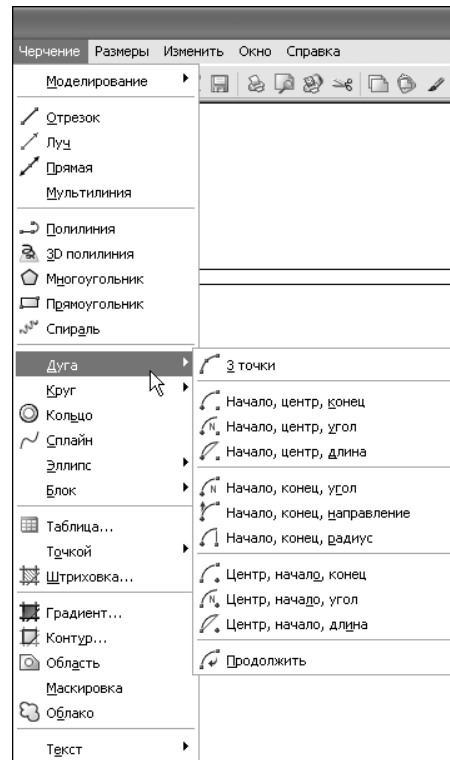 Черчение Размеры Изменить Окно Справка
Моделирование
Отрезок
Луч
Прямая
Мультилиния
Полилиния
3D полилиния
Многоугольник
Прямоугольник
Спираль
Дуга
Круг
Кольцо
Сплайн
Эллипс
Блок
Таблица...
Точкой
Штриховка...
Градиент...
Контур...
Область
Маскировка
Облако
Текст
3 точки
Начало, центр, конец
Начало, центр, угол
Начало, центр, длина
Начало, конец, угол
Начало, конец, направление
Начало, конец, радиус
Центр, начало, конец
Центр, начало, угол
Центр, начало, длина
Продолжить